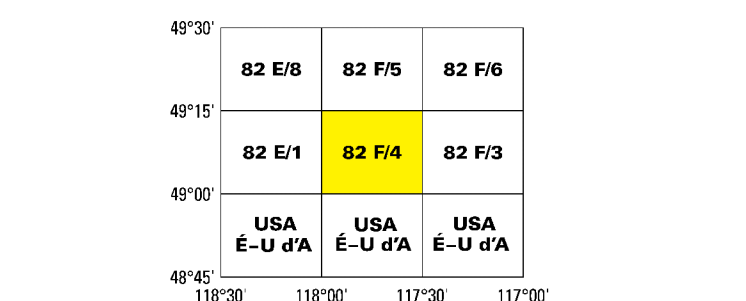 49°30'
82 E/8 82 F/5 82 F/6
49°15'
82 E/1 82 F/4 82 F/3
49°00'
USA USA USA
É–U d'A É–U d'A É–U d'A
48°45'
118°30' 118°00' 117°30' 117°00'